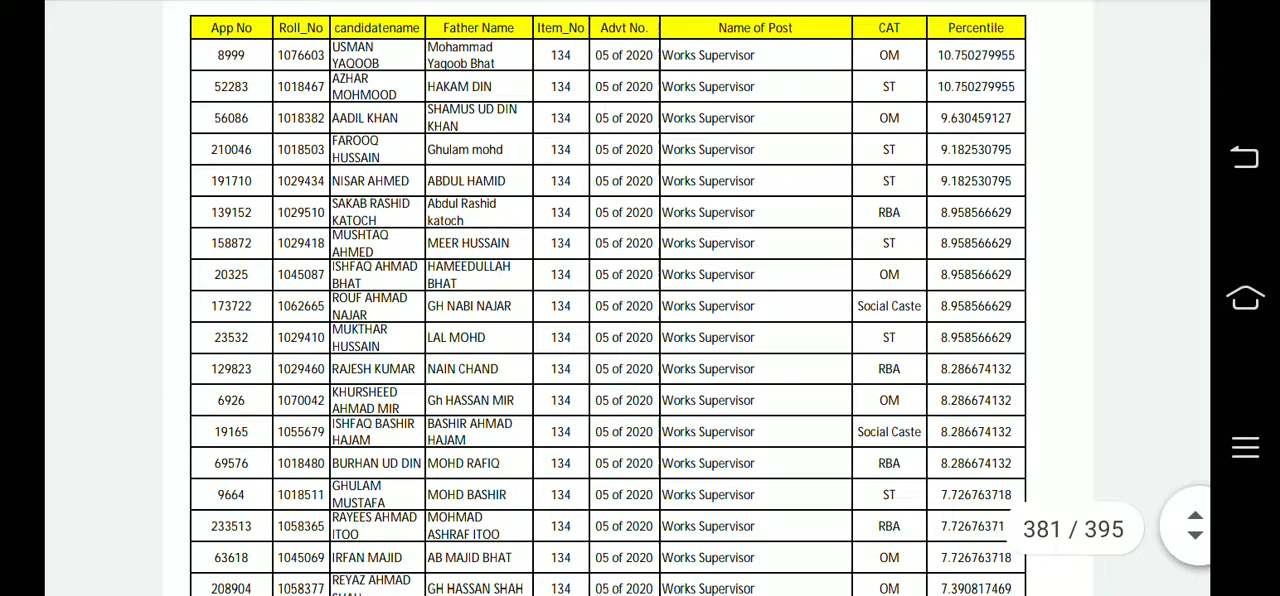 App No Roll_No candidatename Father Name Item_No Advt No. Name of Post CAT Percentile
8999 1076603 USMAN YAQOOB Mohammad Yaqoob Bhat 134 05 of 2020 Works Supervisor OM 10.750279955
52283 1018467 AZHAR MOHMOOD HAKAM DIN 134 05 of 2020 Works Supervisor ST 10.750279955
56086 1018382 AADIL KHAN SHAMUS UD DIN KHAN 134 05 of 2020 Works Supervisor OM 9.630459127
210046 1018503 FAROOQ HUSSAIN Ghulam mohd 134 05 of 2020 Works Supervisor ST 9.182530795
191710 1029434 NISAR AHMED ABDUL HAMID 134 05 of 2020 Works Supervisor ST 9.182530795
139152 1029510 SAKAB RASHID KATOCH Abdul Rashid katoch 134 05 of 2020 Works Supervisor RBA 8.958566629
158872 1029418 MUSHTAQ AHMED MEER HUSSAIN 134 05 of 2020 Works Supervisor ST 8.958566629
20325 1045087 ISHFAQ AHMAD BHAT HAMEEDULLAH BHAT 134 05 of 2020 Works Supervisor OM 8.958566629
173722 1062665 ROUF AHMAD NAJAR GH NABI NAJAR 134 05 of 2020 Works Supervisor Social Caste 8.958566629
23532 1029410 MUKTHAR HUSSAIN LAL MOHD 134 05 of 2020 Works Supervisor ST 8.958566629
129823 1029460 RAJESH KUMAR NAIN CHAND 134 05 of 2020 Works Supervisor RBA 8.286674132
6926 1070042 KHURSHEED AHMAD MIR Gh HASSAN MIR 134 05 of 2020 Works Supervisor OM 8.286674132
19165 1055679 ISHFAQ BASHIR HAJAM BASHIR AHMAD HAJAM 134 05 of 2020 Works Supervisor Social Caste 8.286674132
69576 1018480 BURHAN UD DIN MOHD RAFIQ 134 05 of 2020 Works Supervisor RBA 8.286674132
9664 1018511 GHULAM MUSTAFA MOHD BASHIR 134 05 of 2020 Works Supervisor ST 7.726763718
233513 1058365 RAYEES AHMAD ITOO MOHMAD ASHRAF ITOO 134 05 of 2020 Works Supervisor RBA 7.72676371
381 / 395
63618 1045069 IRFAN MAJID AB MAJID BHAT 134 05 of 2020 Works Supervisor OM 7.726763718
208904 1058377 REYAZ AHMAD GH HASSAN SHAH 134 05 of 2020 Works Supervisor OM 7.390817469